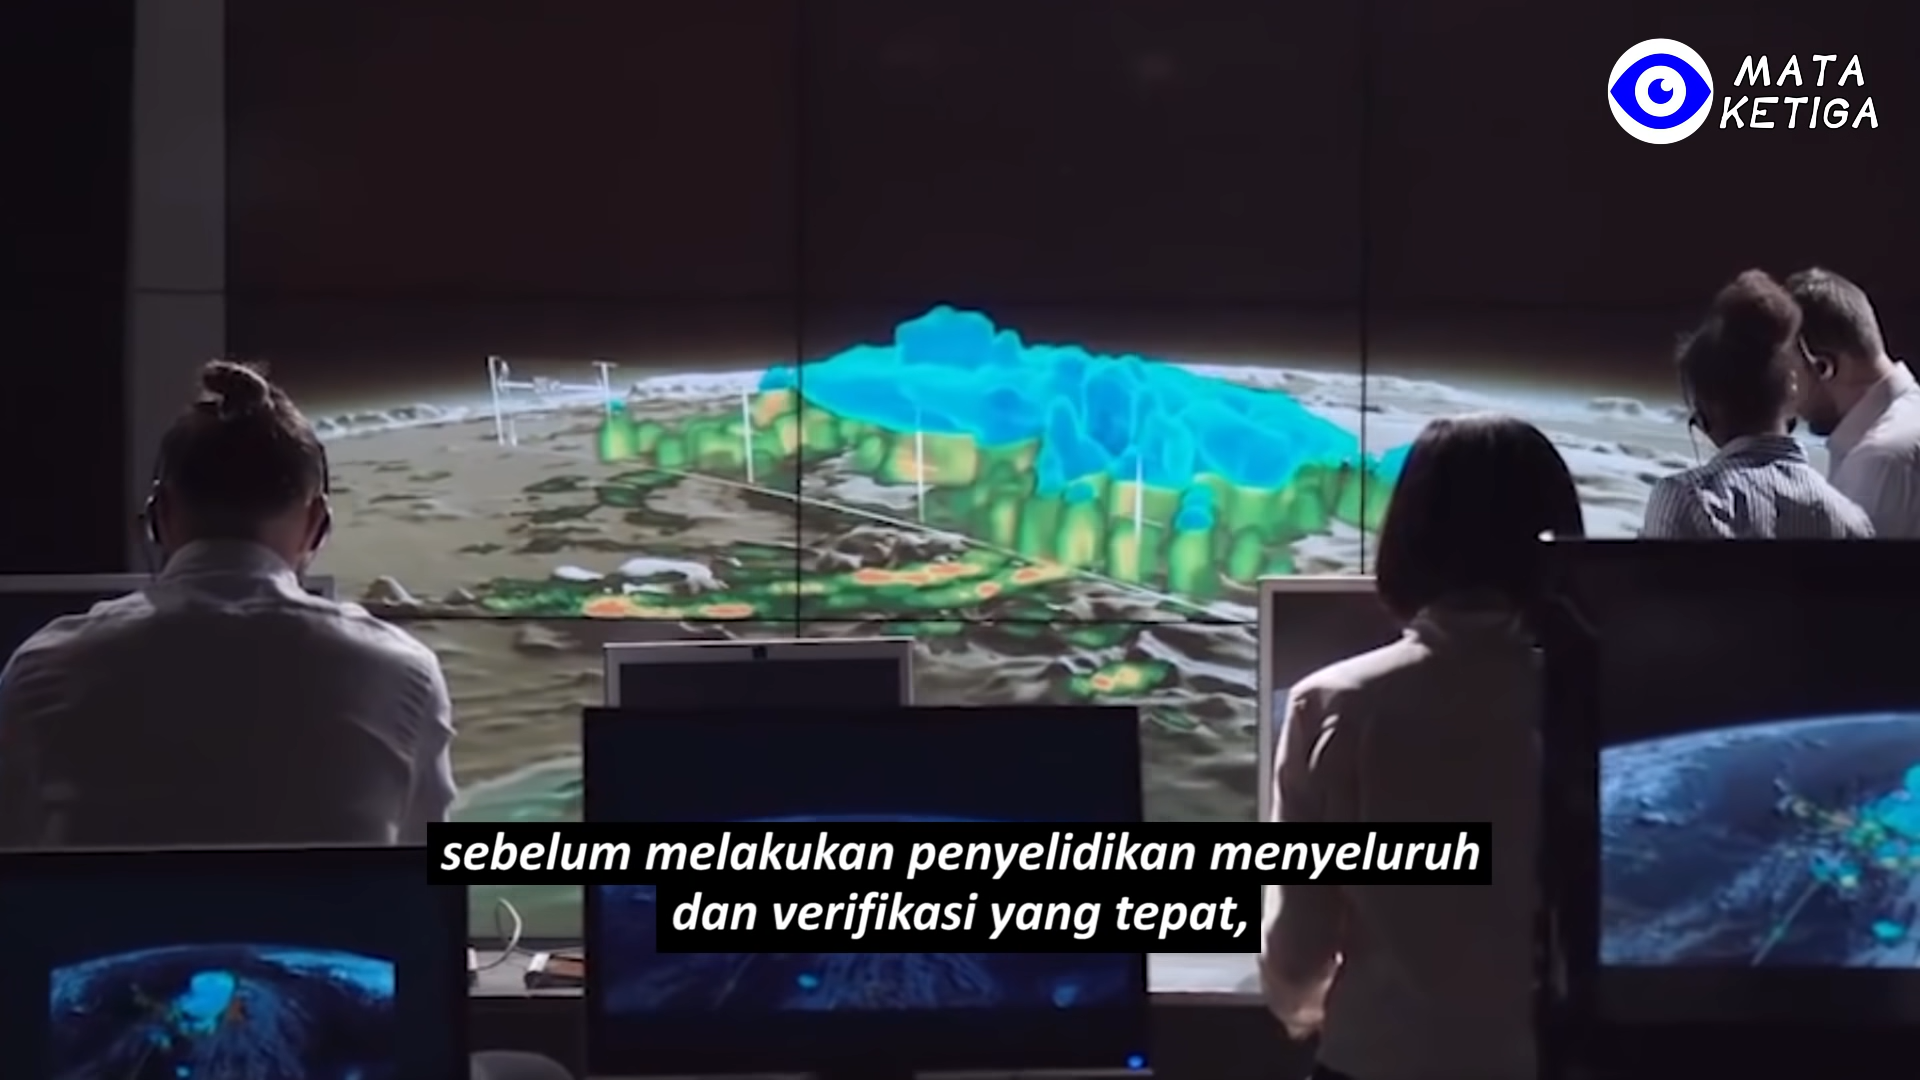 MATA
KETIGA
sebelum melakukan penyelidikan menyeluruh
dan verifikasi yang tepat,